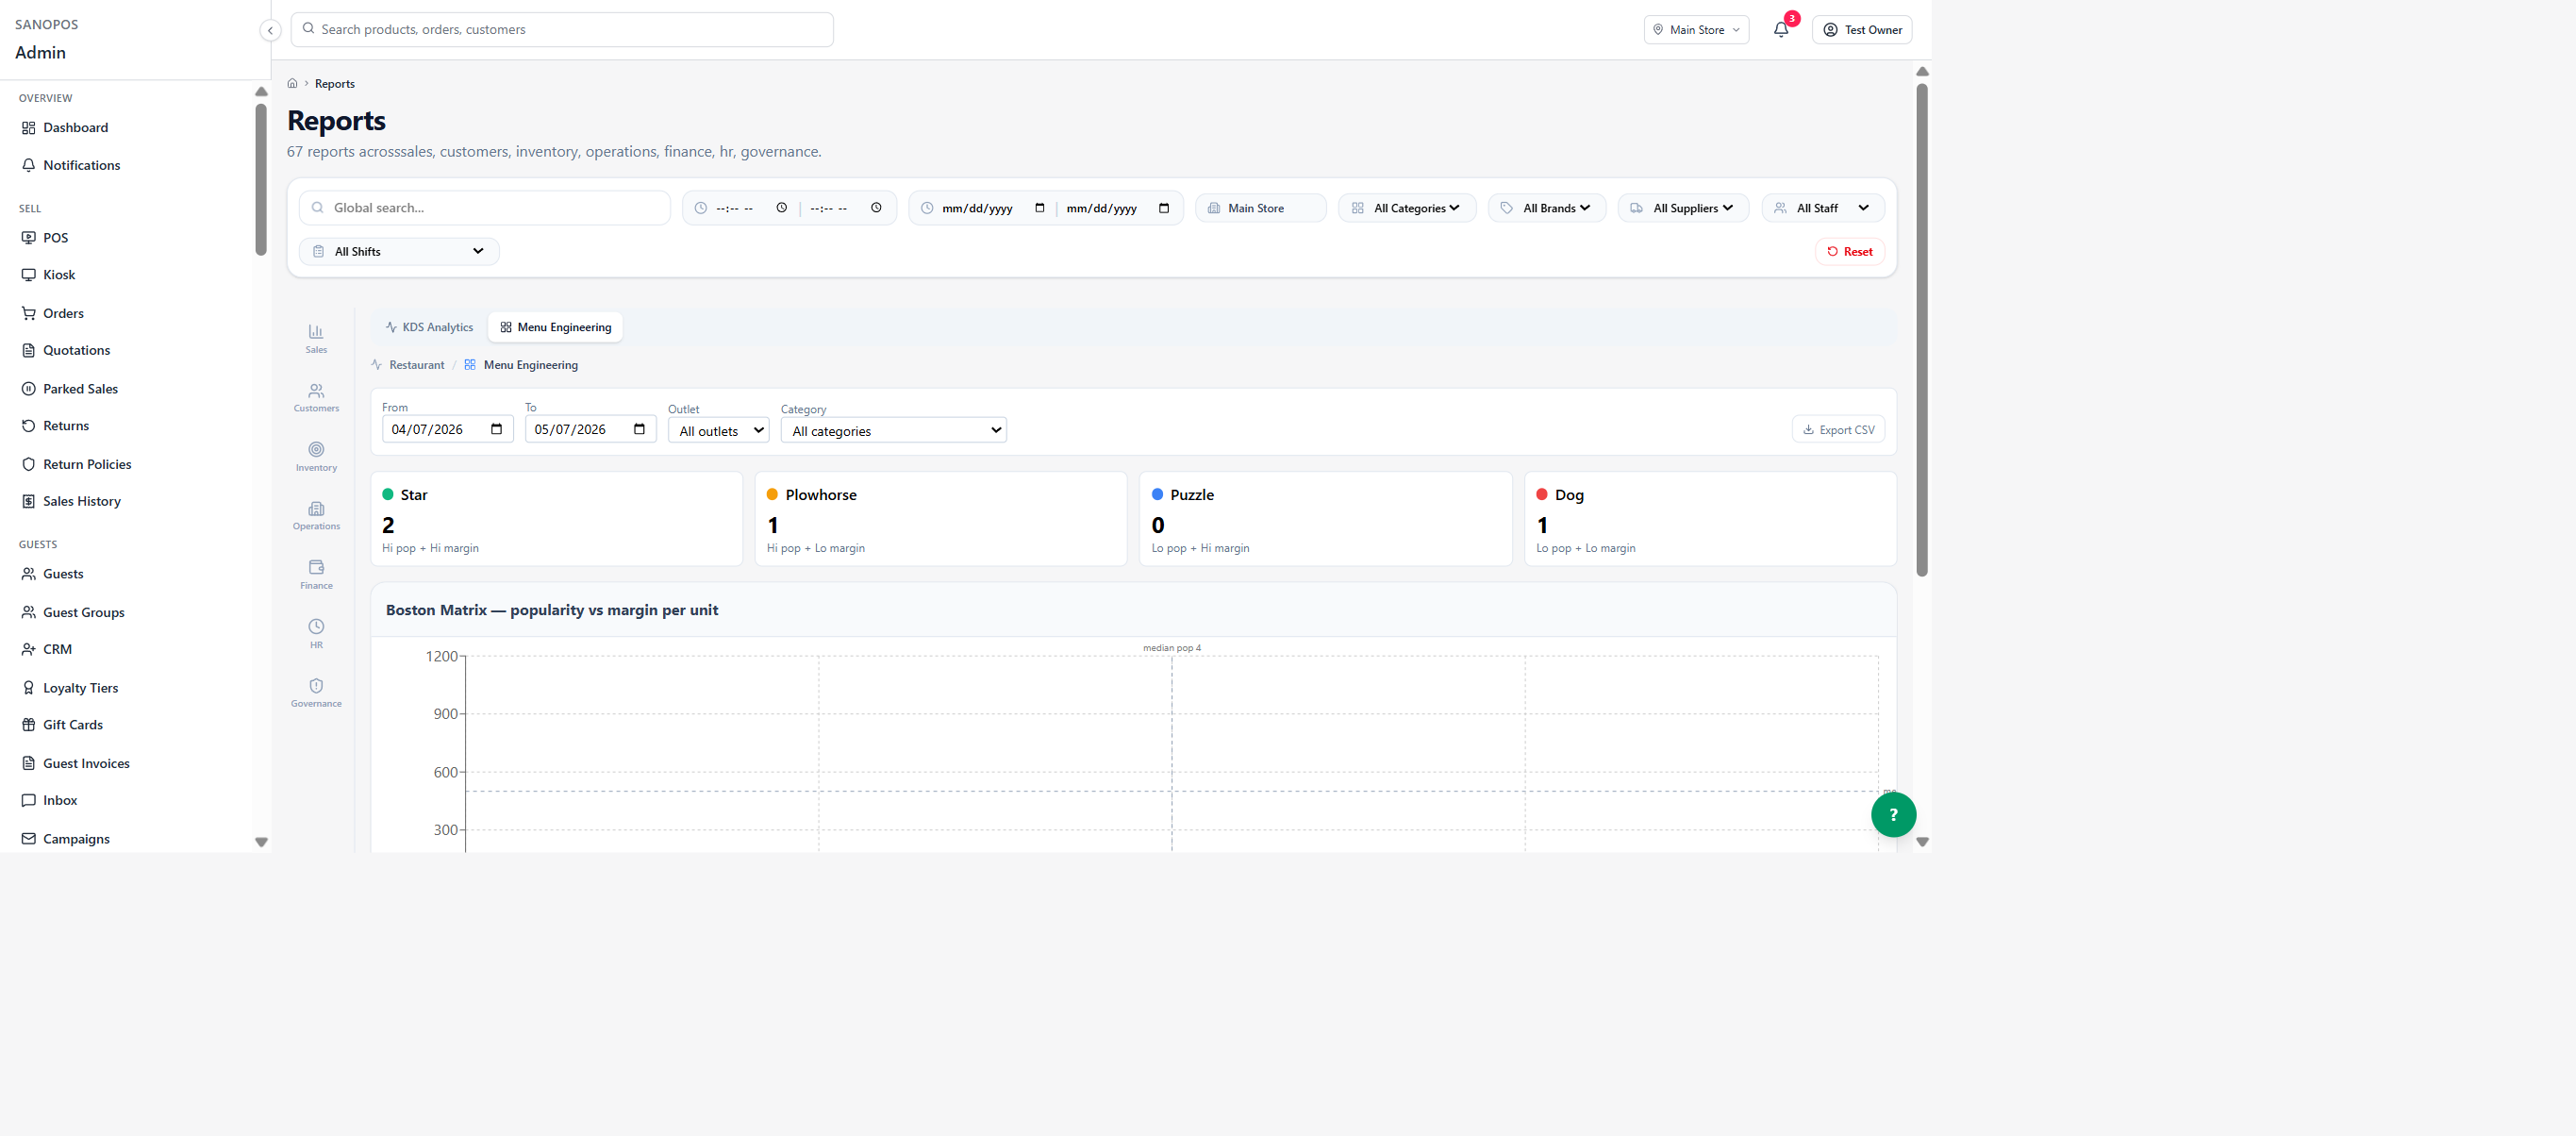 SANOPOS
Admin
Search products, orders, customers
Main Store
3
Test Owner
OVERVIEW
Dashboard
Notifications
SELL
POS
Kiosk
Orders
Quotations
Parked Sales
Returns
Return Policies
Sales History
GUESTS
Guests
Guest Groups
CRM
Loyalty Tiers
Gift Cards
Guest Invoices
Inbox
Campaigns
Reports
Reports
67 reports acrosssales, customers, inventory, operations, finance, hr, governance.
Global search...
--:-- -- | --:-- --
mm/dd/yyyy | mm/dd/yyyy
Main Store
All Categories
All Brands
All Suppliers
All Staff
All Shifts
Reset
Sales
Customers
Inventory
Operations
Finance
HR
Governance
KDS Analytics
Menu Engineering
Restaurant / Menu Engineering
From To Outlet Category
04/07/2026 05/07/2026 All outlets All categories
Export CSV
Star
2
Hi pop + Hi margin
Plowhorse
1
Hi pop + Lo margin
Puzzle
0
Lo pop + Hi margin
Dog
1
Lo pop + Lo margin
Boston Matrix — popularity vs margin per unit
median pop 4
1200
900
600
300
?